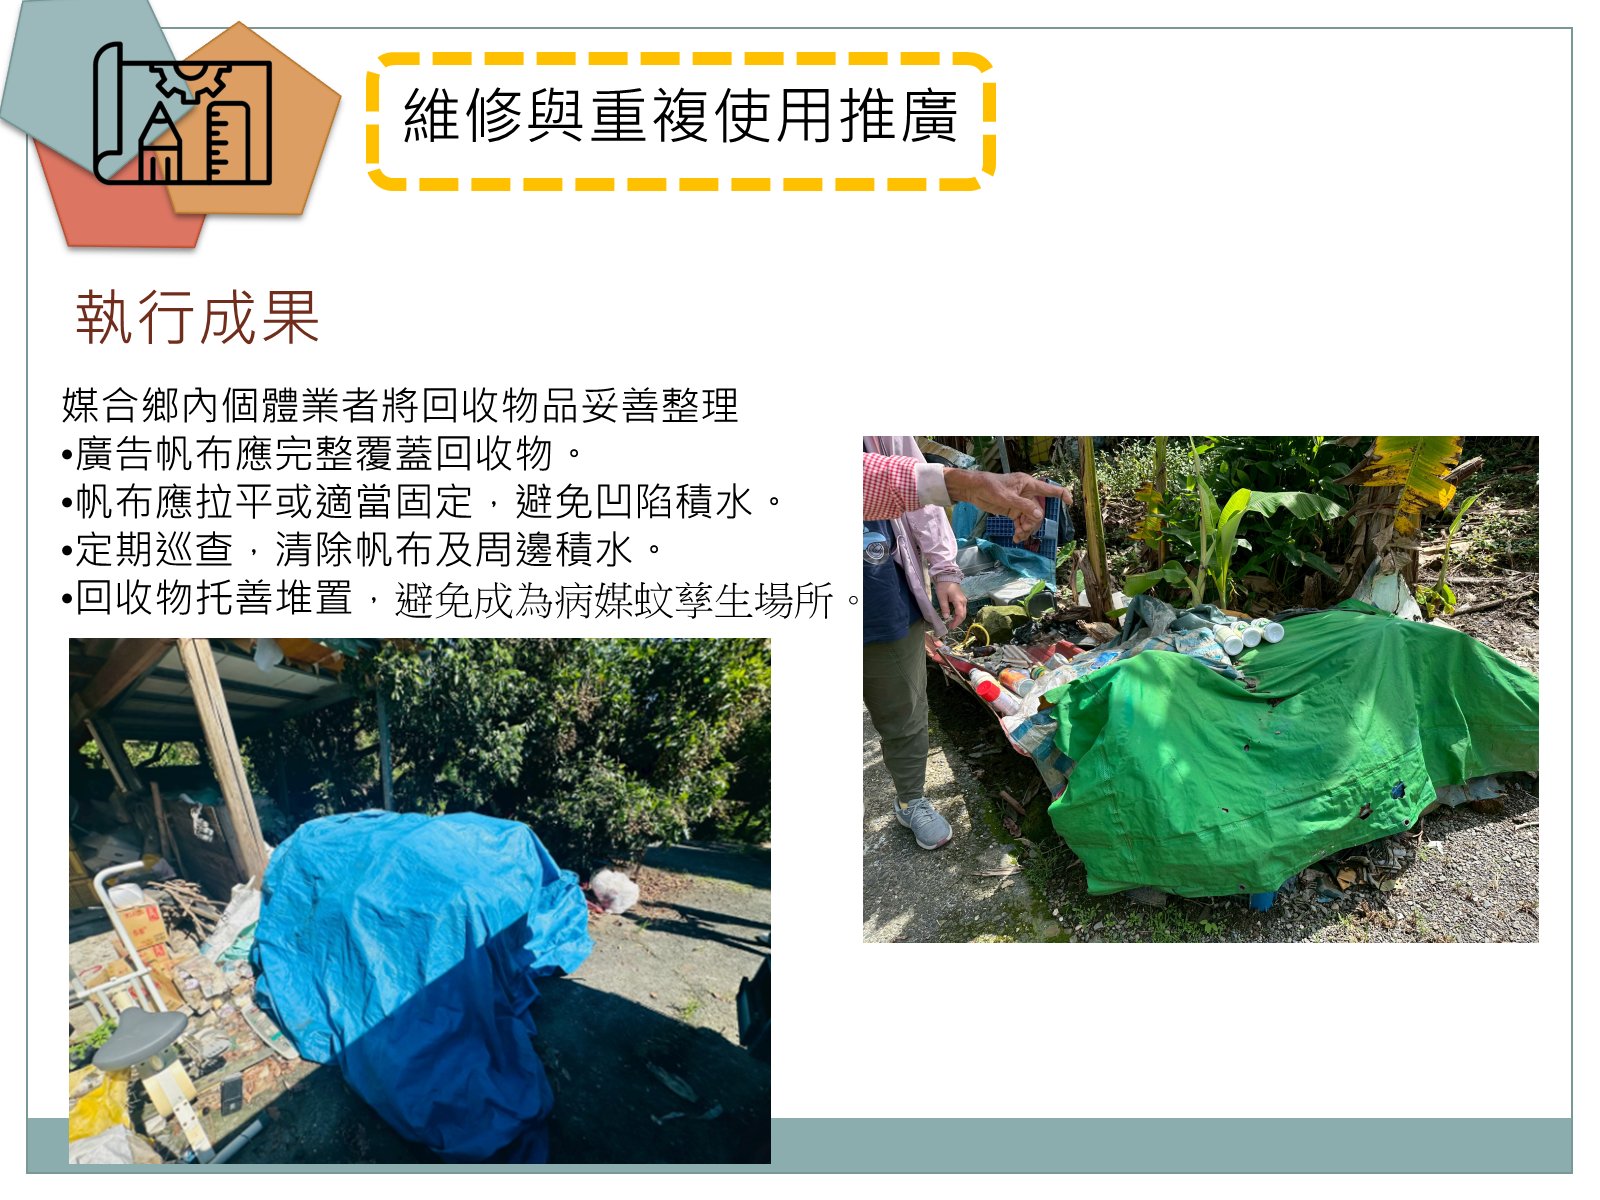 維修與重複使用推廣
執行成果
媒合鄉內個體業者將回收物品妥善整理
•廣告帆布應完整覆蓋回收物。
•帆布應拉平或適當固定，避免凹陷積水。
•定期巡查，清除帆布及周邊積水。
•回收物托善堆置，避免成為病媒蚊孳生場所。